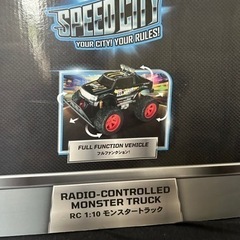 SPEED CITY
YOUR CITY! YOUR RULES!
FULL FUNCTION VEHICLE
フルファンクション!
RADIO-CONTROLLED
MONSTER TRUCK
RC 1:10 モンスタートラック